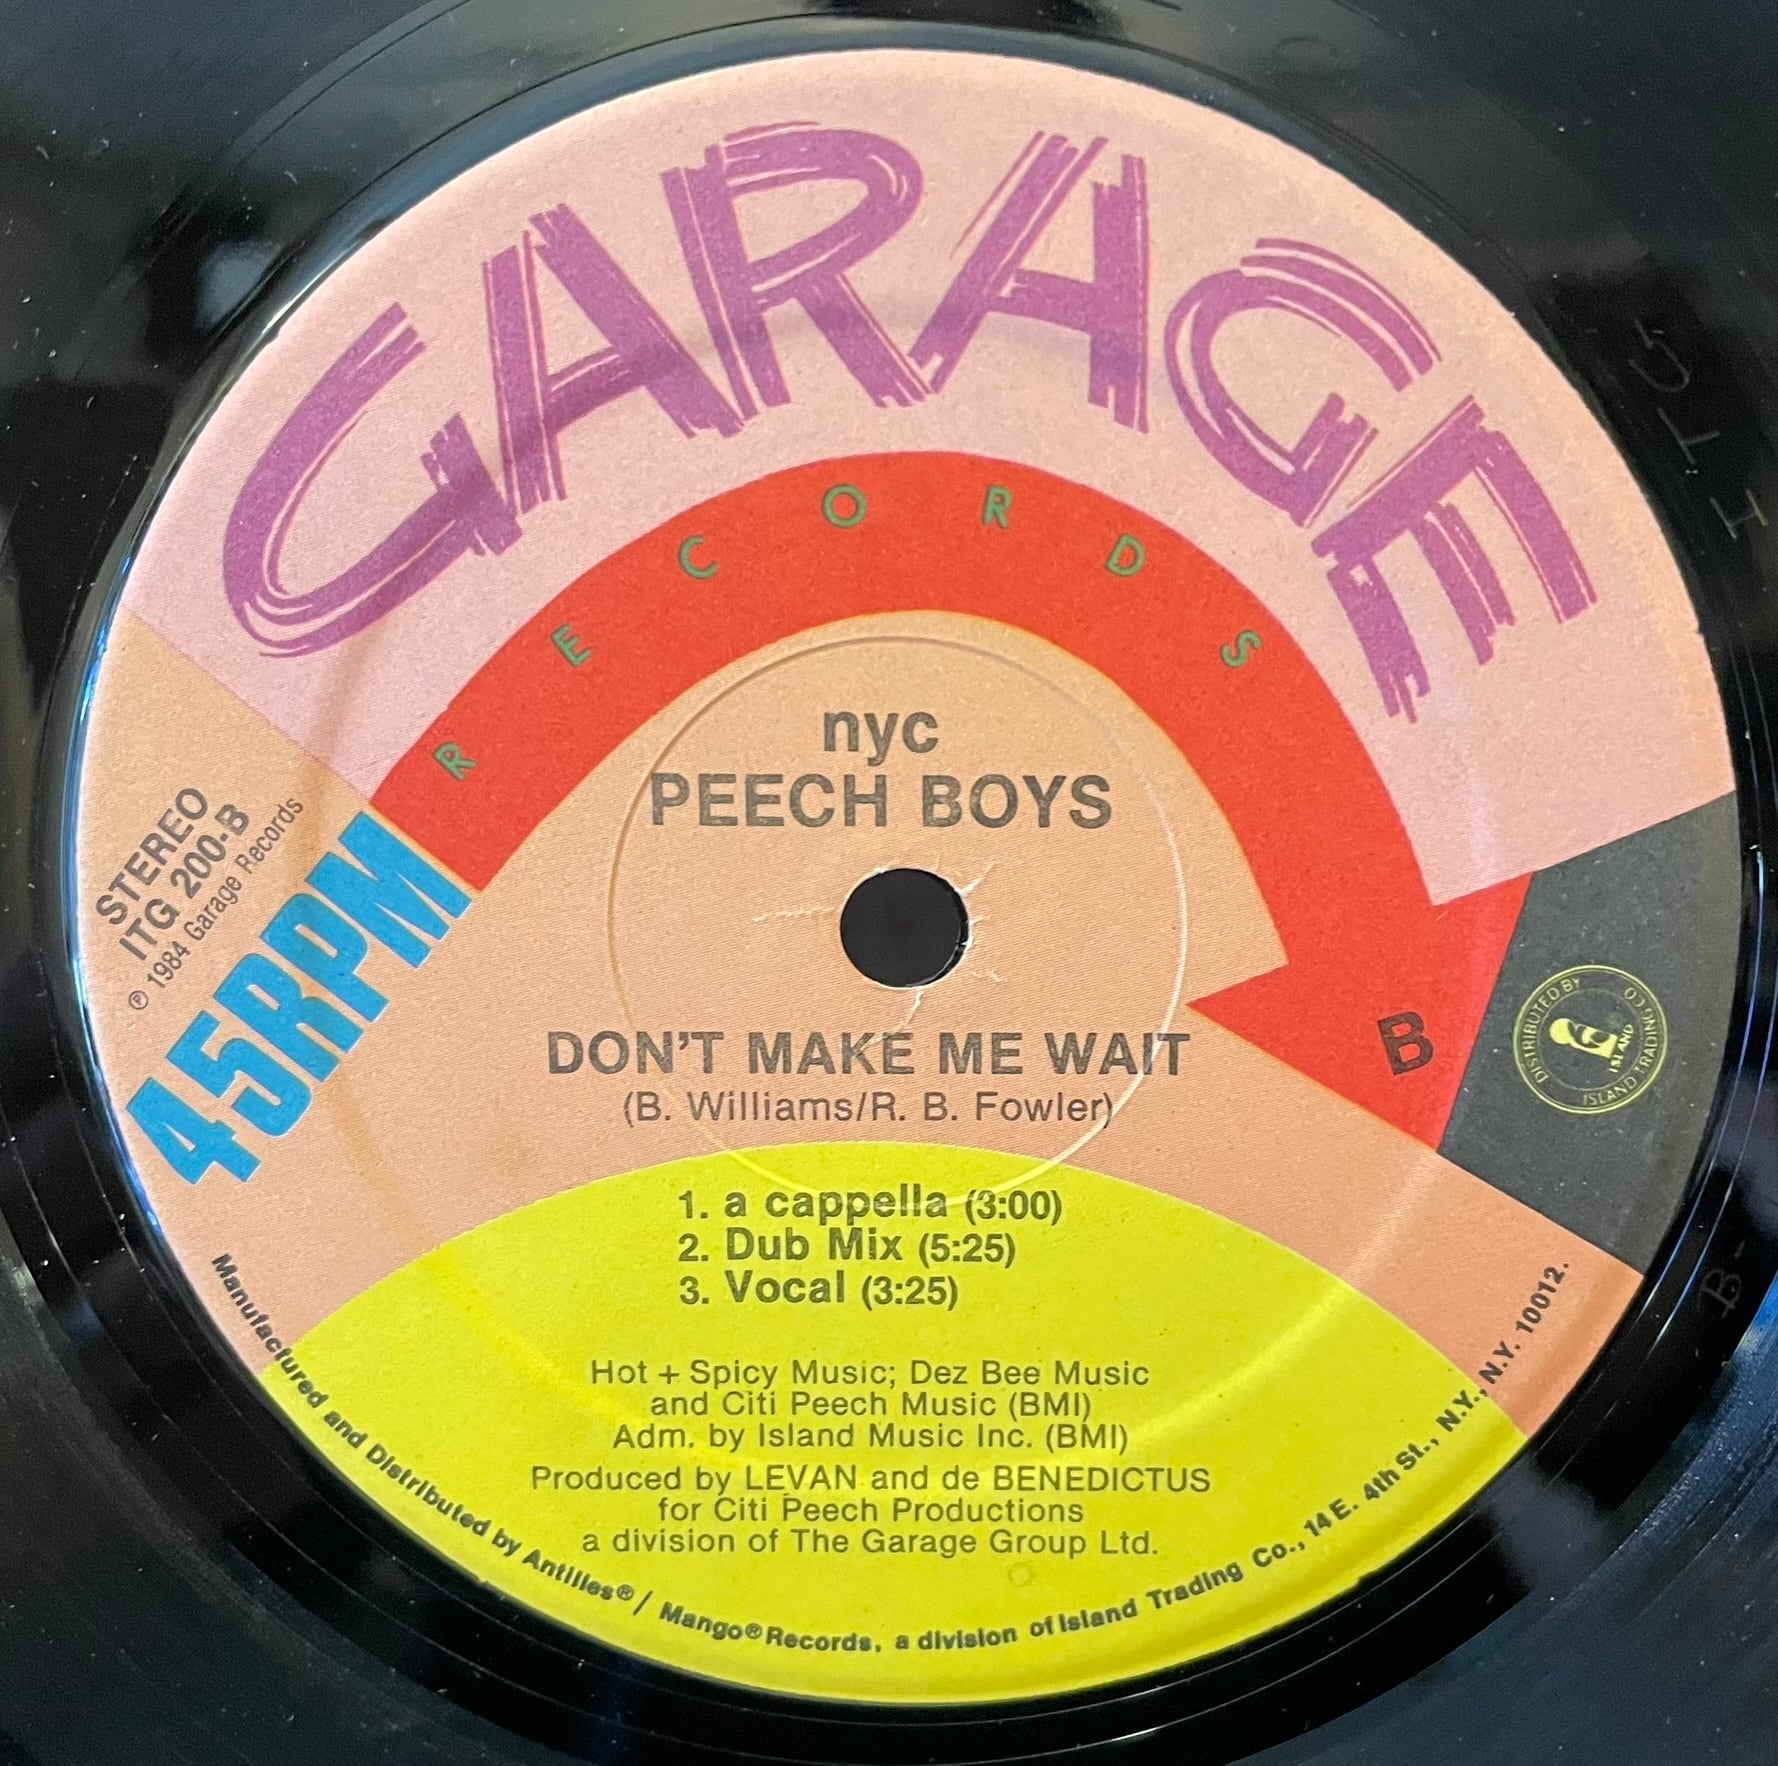 GARAGE
RECORDS
nyc
PEECH BOYS
STEREO
ITG 200-B
℗ 1984 Garage Records
45RPM
B
DISTRIBUTED BY
ISLAND
ISLAND TRADING CO
DON'T MAKE ME WAIT
(B. Williams/R. B. Fowler)
1. a cappella (3:00)
2. Dub Mix (5:25)
3. Vocal (3:25)
Hot + Spicy Music; Dez Bee Music
and Citi Peech Music (BMI)
Adm. by Island Music Inc. (BMI)
Produced by LEVAN and de BENEDICTUS
for Citi Peech Productions
a division of The Garage Group Ltd.
Manufactured and Distributed by Antilles® / Mango® Records, a division of Island Trading Co., 14 E. 4th St., N.Y., N.Y. 10012.